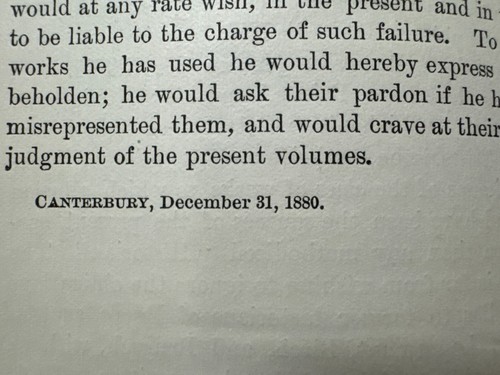 would at any rate wish, in the present and in
to be liable to the charge of such failure. To
works he has used he would hereby express
beholden; he would ask their pardon if he h
misrepresented them, and would crave at their
judgment of the present volumes.
CANTERBURY, December 31, 1880.